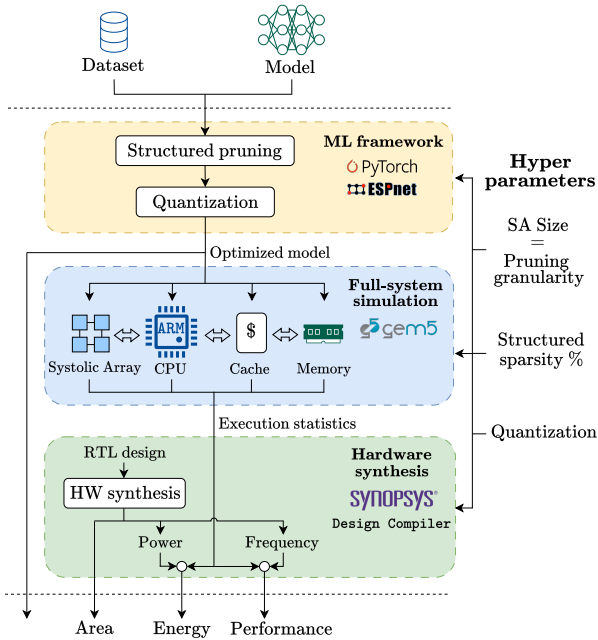 Dataset
Model
Structured pruning
Quantization
ML framework
PyTorch
ESPnet
Hyper
parameters
SA Size
=
Pruning
granularity
Structured
sparsity %
Quantization
Optimized model
Full-system
simulation
gem5
ARM
$
Systolic Array
CPU
Cache
Memory
Execution statistics
RTL design
HW synthesis
Hardware
synthesis
SYNOPSYS®
Design Compiler
Power
Frequency
Area
Energy
Performance